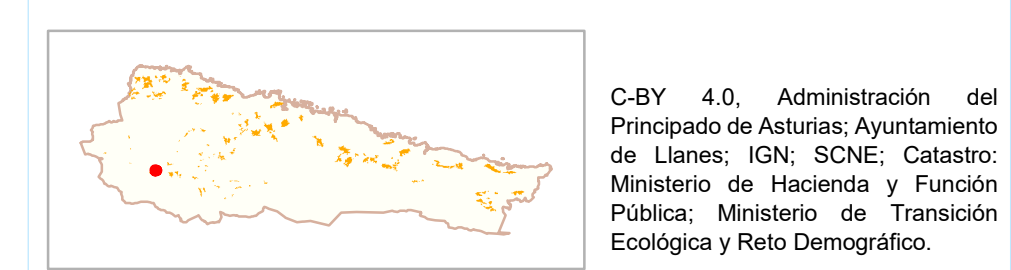 C-BY 4.0, Administración del
Principado de Asturias; Ayuntamiento
de Llanes; IGN; SCNE; Catastro:
Ministerio de Hacienda y Función
Pública; Ministerio de Transición
Ecológica y Reto Demográfico.